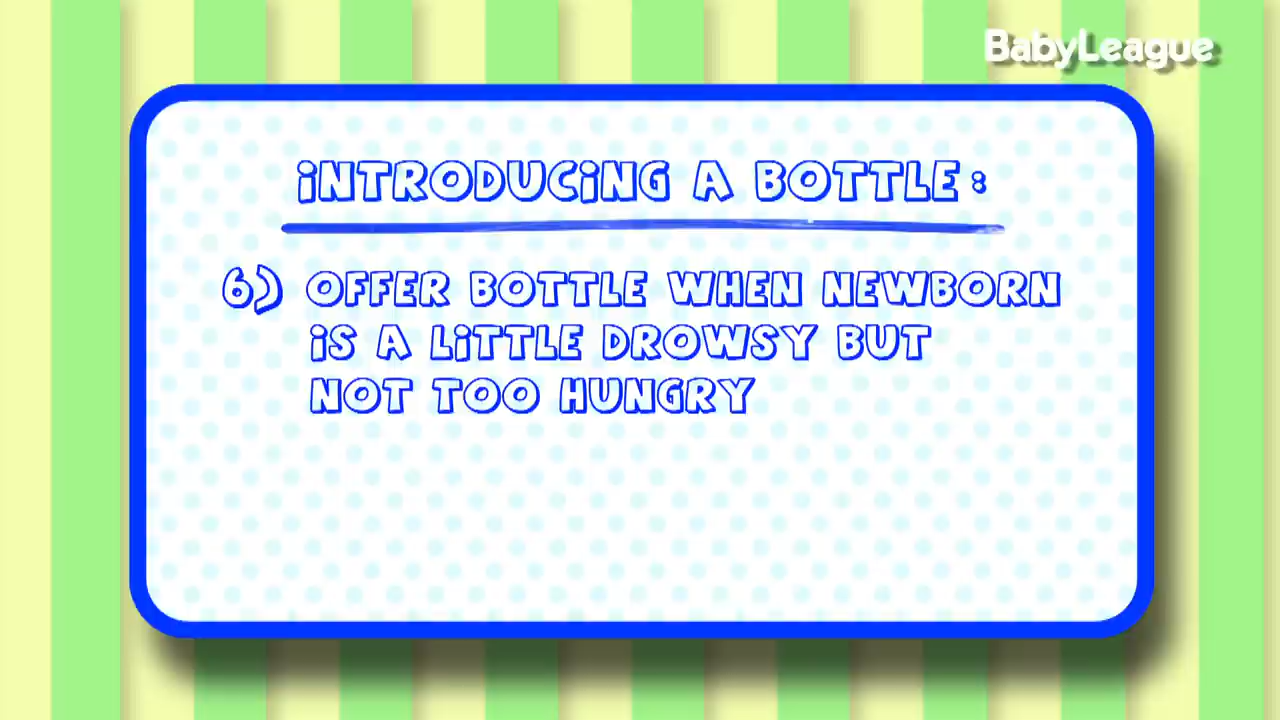 BabyLeague
INTRODUCING A BOTTLE:
6) OFFER BOTTLE WHEN NEWBORN
IS A LITTLE DROWSY BUT
NOT TOO HUNGRY